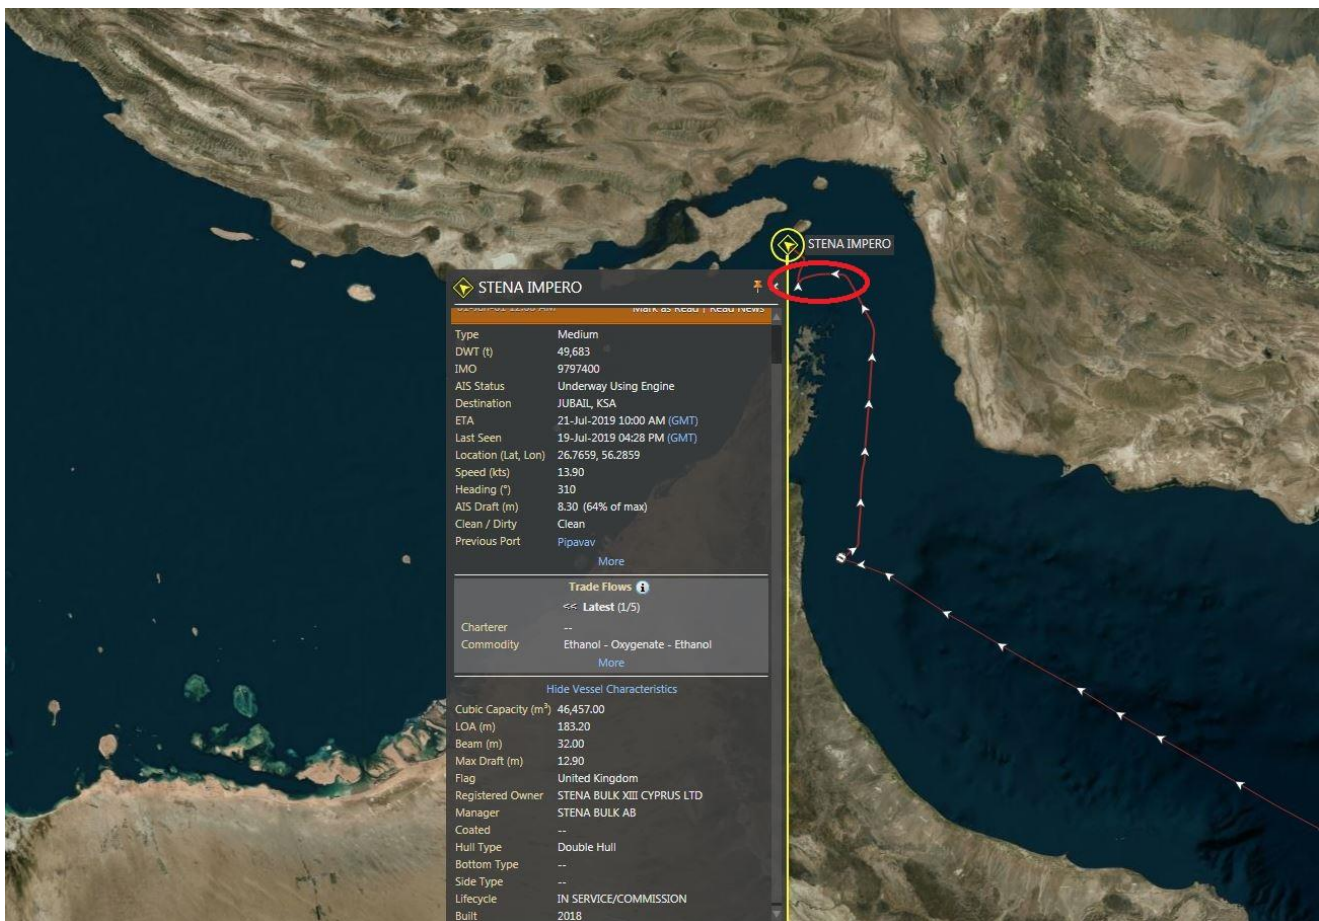 STENA IMPERO
STENA IMPERO
Mark as Read | Read News
Type Medium
DWT (t) 49,683
IMO 9797400
AIS Status Underway Using Engine
Destination JUBAIL, KSA
ETA 21-Jul-2019 10:00 AM (GMT)
Last Seen 19-Jul-2019 04:28 PM (GMT)
Location (Lat, Lon) 26.7659, 56.2859
Speed (kts) 13.90
Heading (°) 310
AIS Draft (m) 8.30 (64% of max)
Clean / Dirty Clean
Previous Port Pipavav
More
Trade Flows i
<< Latest (1/5)
Charterer --
Commodity Ethanol - Oxygenate - Ethanol
More
Hide Vessel Characteristics
Cubic Capacity (m³) 46,457.00
LOA (m) 183.20
Beam (m) 32.00
Max Draft (m) 12.90
Flag United Kingdom
Registered Owner STENA BULK XIII CYPRUS LTD
Manager STENA BULK AB
Coated --
Hull Type Double Hull
Bottom Type --
Side Type --
Lifecycle IN SERVICE/COMMISSION
Built 2018